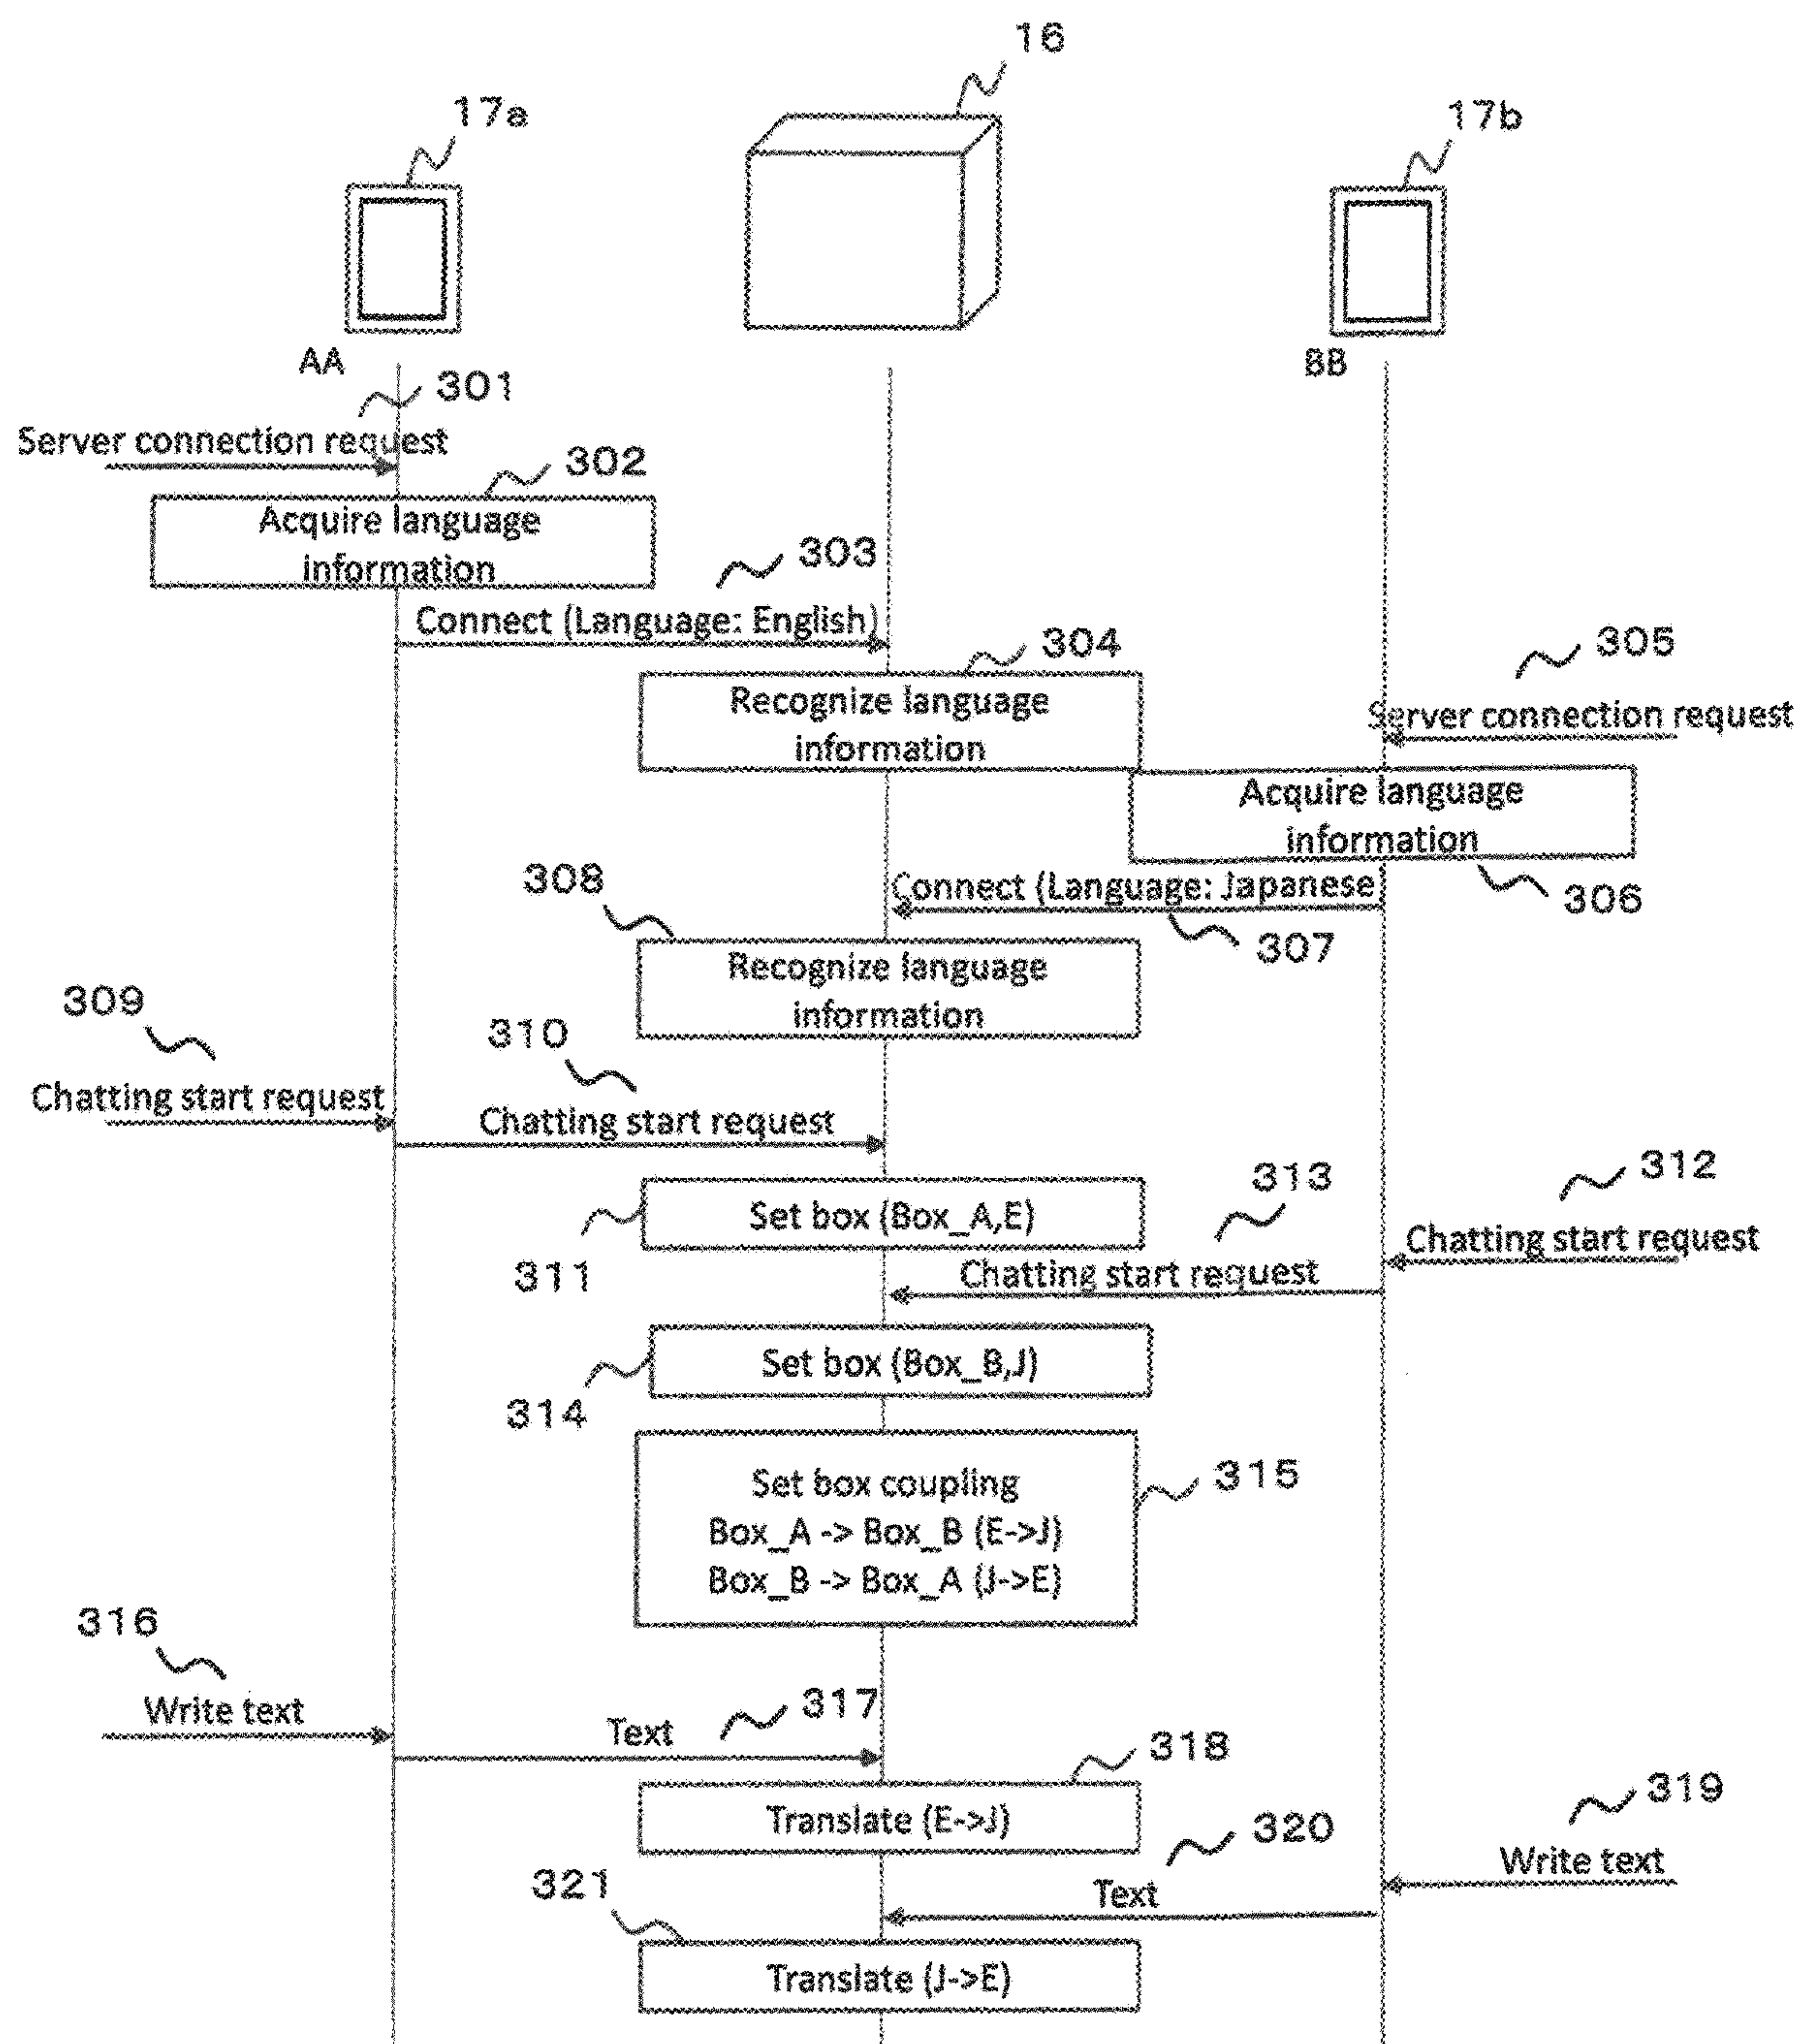 16
17a
17b
AA
BB
301
Server connection request
302
Acquire language
information
303
Connect (Language: English)
304
Recognize language
information
305
Server connection request
Acquire language
information
306
Connect (Language: Japanese
307
308
Recognize language
information
309
Chatting start request
310
Chatting start request
311
Set box (Box_A,E)
312
Chatting start request
313
Chatting start request
314
Set box (Box_B,J)
315
Set box coupling
Box_A -> Box_B (E->J)
Box_B -> Box_A (J->E)
316
Write text
317
Text
318
Translate (E->J)
319
Write text
320
Text
321
Translate (J->E)